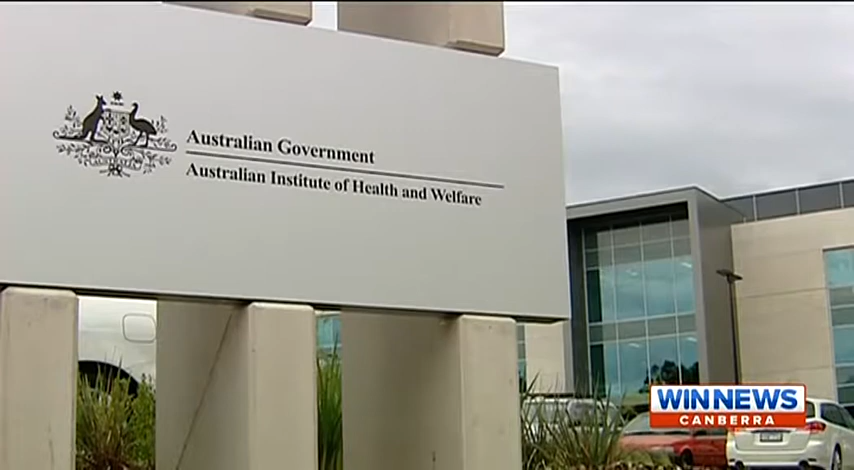 Australian Government
Australian Institute of Health and Welfare
WIN NEWS
CANBERRA